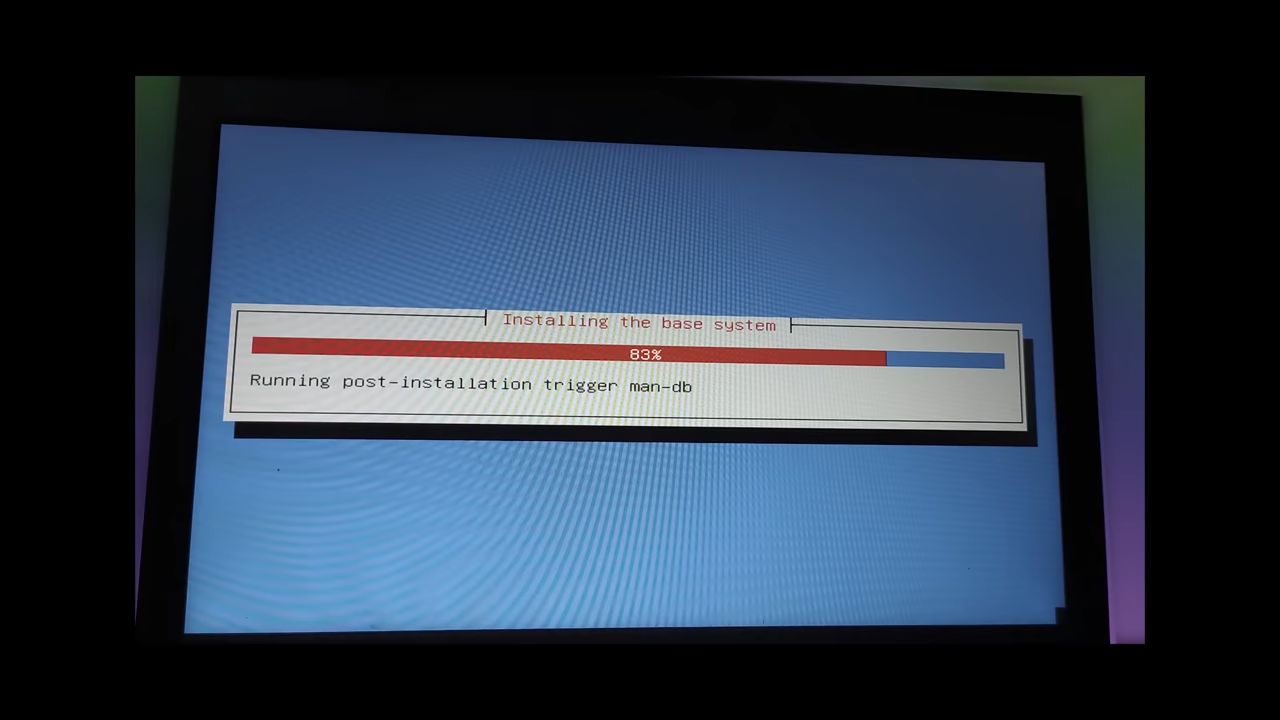 Installing the base system
83%
Running post-installation trigger man-db